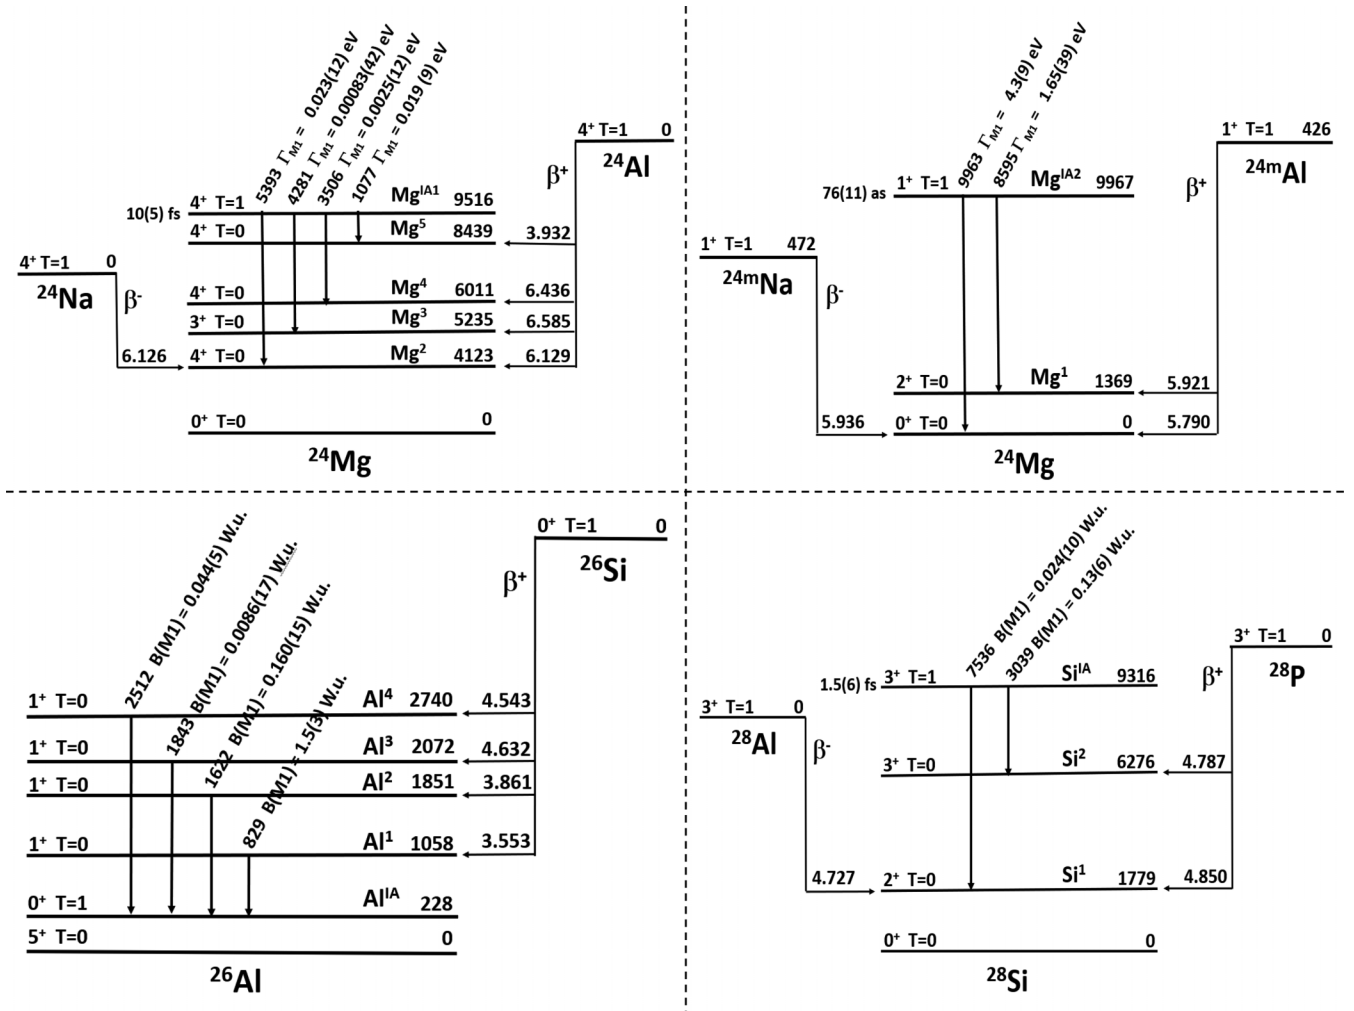 5393 ΓM1 = 0.023(12) eV
4281 ΓM1 = 0.00083(42) eV
3506 ΓM1 = 0.0025(12) eV
1077 ΓM1 = 0.019 (9) eV
4⁺ T=1 0
²⁴Al
β⁺
10(5) fs 4⁺ T=1 Mgᴵᴬ¹ 9516
4⁺ T=0 Mg⁵ 8439 3.932
4⁺ T=1 0
²⁴Na
β⁻
4⁺ T=0 Mg⁴ 6011 6.436
3⁺ T=0 Mg³ 5235 6.585
6.126 4⁺ T=0 Mg² 4123 6.129
0⁺ T=0 0
²⁴Mg
9963 ΓM1 = 4.3(9) eV
8595 ΓM1 = 1.65(39) eV
1⁺ T=1 426
²⁴ᵐAl
β⁺
76(11) as 1⁺ T=1 Mgᴵᴬ² 9967
1⁺ T=1 472
²⁴ᵐNa
β⁻
2⁺ T=0 Mg¹ 1369 5.921
5.936 0⁺ T=0 0 5.790
²⁴Mg
2512 B(M1) = 0.044(5) W.u.
1843 B(M1) = 0.0086(17) W.u.
1622 B(M1) = 0.160(15) W.u.
829 B(M1) = 1.5(3) W.u.
0⁺ T=1 0
²⁶Si
β⁺
1⁺ T=0 Al⁴ 2740 4.543
1⁺ T=0 Al³ 2072 4.632
1⁺ T=0 Al² 1851 3.861
1⁺ T=0 Al¹ 1058 3.553
0⁺ T=1 Alᴵᴬ 228
5⁺ T=0 0
²⁶Al
7536 B(M1) = 0.024(10) W.u.
3039 B(M1) = 0.13(6) W.u.
3⁺ T=1 0
²⁸P
β⁺
1.5(6) fs 3⁺ T=1 Siᴵᴬ 9316
3⁺ T=1 0
²⁸Al
β⁻
3⁺ T=0 Si² 6276 4.787
4.727 2⁺ T=0 Si¹ 1779 4.850
0⁺ T=0 0
²⁸Si